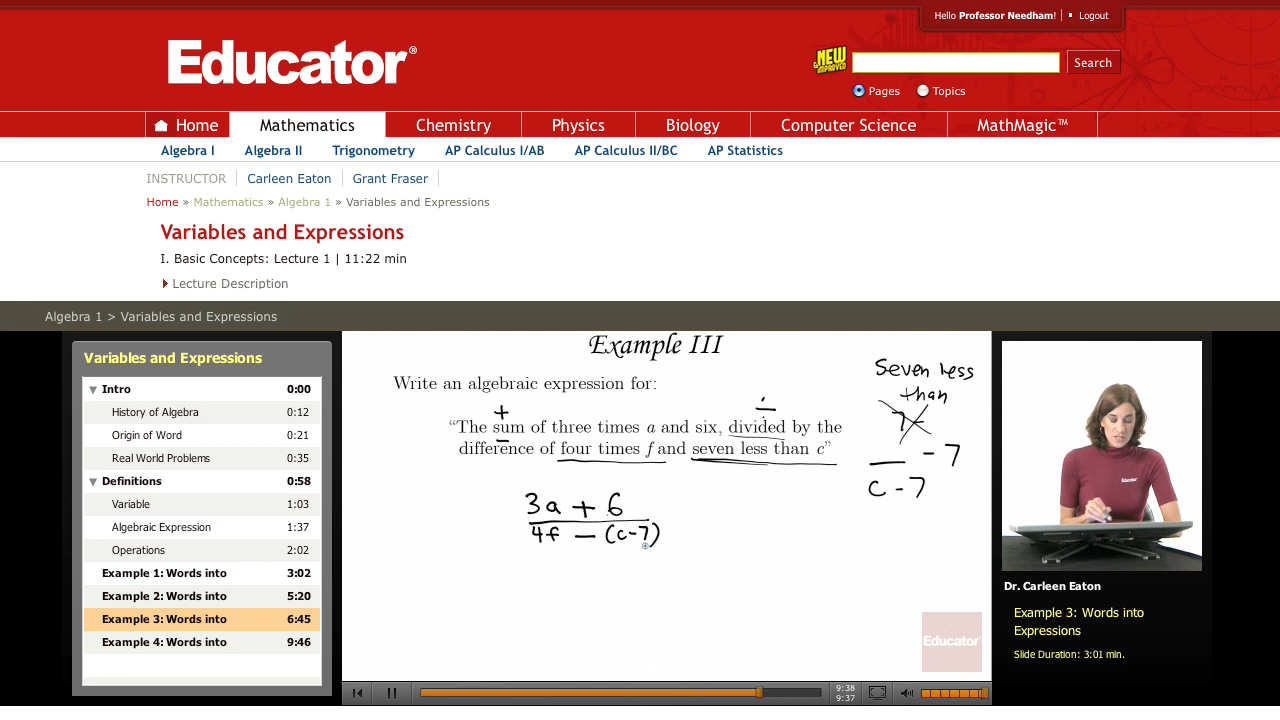 Hello Professor Needham! Logout
Educator®
NEW
& IMPROVED
Search
Pages Topics
Home Mathematics Chemistry Physics Biology Computer Science MathMagic™
Algebra I Algebra II Trigonometry AP Calculus I/AB AP Calculus II/BC AP Statistics
INSTRUCTOR Carleen Eaton Grant Fraser
Home » Mathematics » Algebra 1 » Variables and Expressions
Variables and Expressions
I. Basic Concepts: Lecture 1 | 11:22 min
Lecture Description
Algebra 1 > Variables and Expressions
Variables and Expressions
Intro 0:00
History of Algebra 0:12
Origin of Word 0:21
Real World Problems 0:35
Definitions 0:58
Variable 1:03
Algebraic Expression 1:37
Operations 2:02
Example 1: Words into 3:02
Example 2: Words into 5:20
Example 3: Words into 6:45
Example 4: Words into 9:46
Example III
Write an algebraic expression for:
+ ÷
“The sum of three times a and six, divided by the
−
difference of four times f and seven less than c”
3a + 6
4f − (c-7)
Seven less
than
7-
- 7
c - 7
Educator
9:38
9:37
Educator
Dr. Carleen Eaton
Example 3: Words into
Expressions
Slide Duration: 3:01 min.